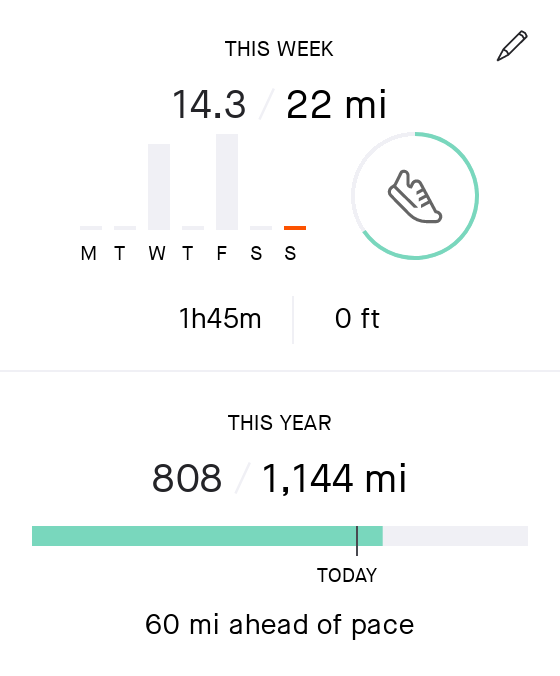 THIS WEEK
14.3 / 22 mi
M T W T F S S
1h45m 0 ft
THIS YEAR
808 / 1,144 mi
TODAY
60 mi ahead of pace